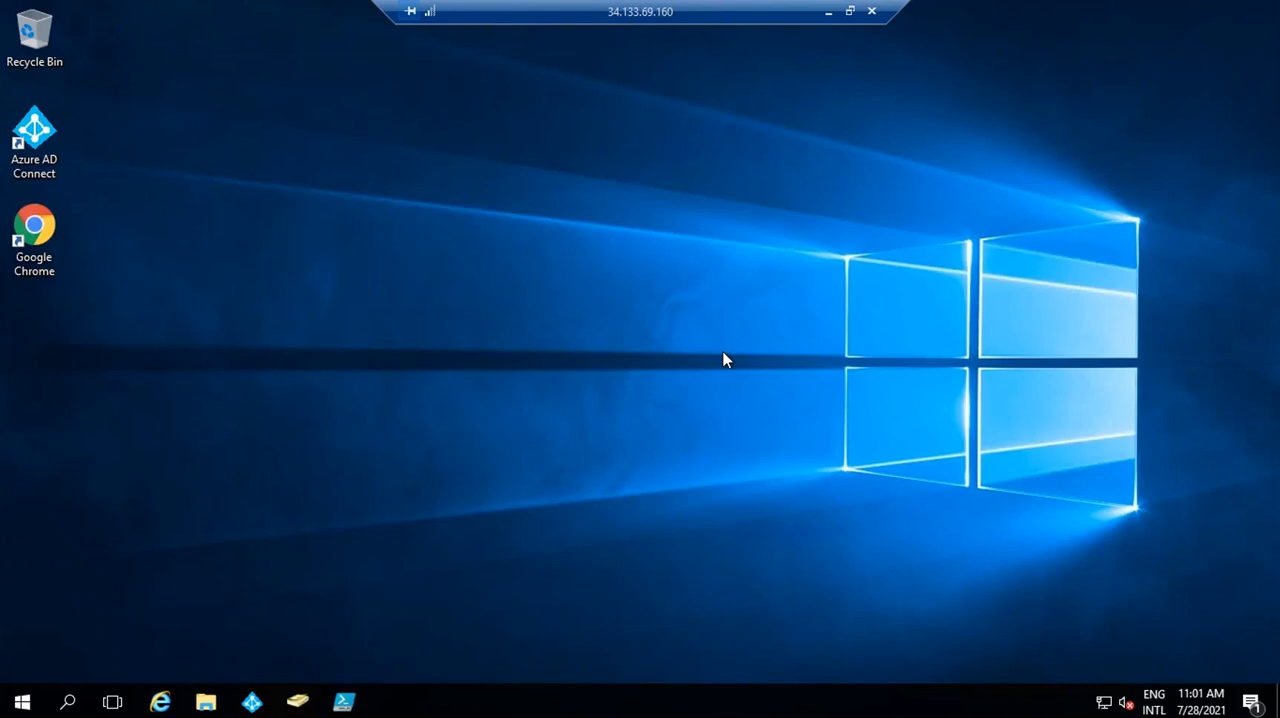 34.133.69.160
Recycle Bin
Azure AD
Connect
Google
Chrome
ENG
INTL
11:01 AM
7/28/2021
1